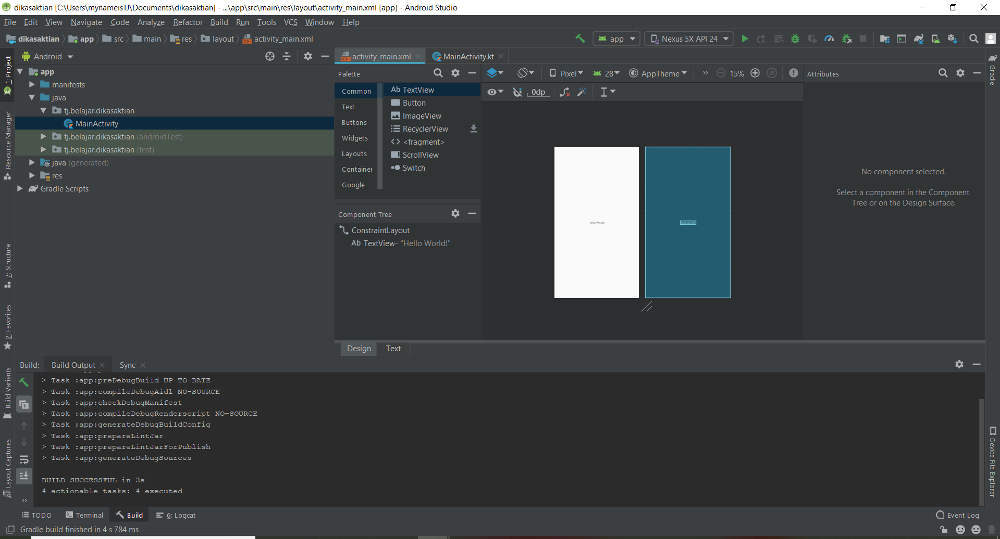 dikasaktian [C:\Users\mynameisTJ\Documents\dikasaktian] - ...\app\src\main\res\layout\activity_main.xml [app] - Android Studio
File Edit View Navigate Code Analyze Refactor Build Run Tools VCS Window Help
dikasaktian app src main res layout activity_main.xml app Nexus 5X API 24
Android
activity_main.xml MainActivity.kt
1: Project
Resource Manager
7: Structure
2: Favorites
Build Variants
Layout Captures
app
manifests
java
tj.belajar.dikasaktian
MainActivity
tj.belajar.dikasaktian (androidTest)
tj.belajar.dikasaktian (test)
java (generated)
res
Gradle Scripts
Palette
Common
Text
Buttons
Widgets
Layouts
Container
Google
Ab TextView
Button
ImageView
RecyclerView
<fragment>
ScrollView
Switch
Pixel 28 AppTheme >> 15%
0dp
Component Tree
ConstraintLayout
Ab TextView- "Hello World!"
Hello World!
Attributes
No component selected.
Select a component in the Component
Tree or on the Design Surface.
Gradle
Device File Explorer
Design Text
Build: Build Output Sync
> Task :app:preDebugBuild UP-TO-DATE
> Task :app:compileDebugAidl NO-SOURCE
> Task :app:checkDebugManifest
> Task :app:compileDebugRenderscript NO-SOURCE
> Task :app:generateDebugBuildConfig
> Task :app:prepareLintJar
> Task :app:prepareLintJarForPublish
> Task :app:generateDebugSources
BUILD SUCCESSFUL in 3s
4 actionable tasks: 4 executed
>>
TODO Terminal Build 6: Logcat Event Log
Gradle build finished in 4 s 784 ms